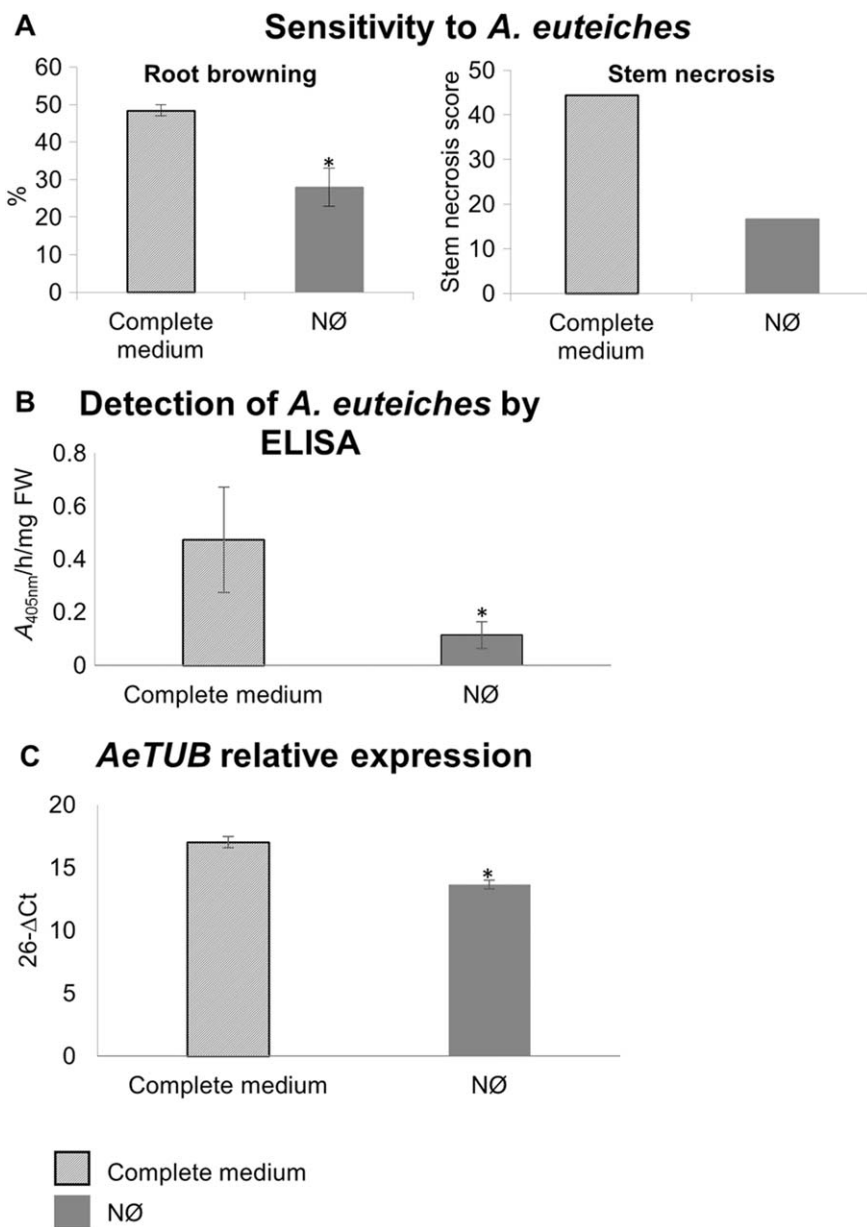 A Sensitivity to A. euteiches
Root browning
60
50
40
30
20
10
0
%
*
Complete
medium
NØ
Stem necrosis
50
40
30
20
10
0
Stem necrosis score
Complete
medium
NØ
B Detection of A. euteiches by
ELISA
0.8
0.6
0.4
0.2
0
A405nm/h/mg FW
*
Complete medium
NØ
C AeTUB relative expression
20
15
10
5
0
26-ΔCt
*
Complete medium
NØ
Complete medium
NØ